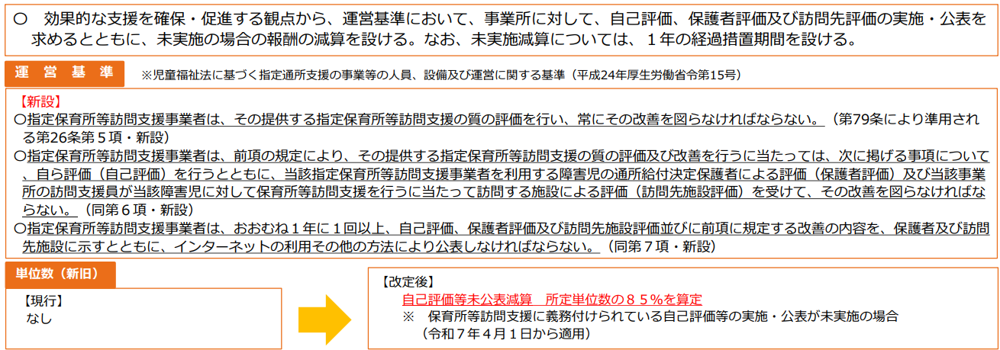 〇　効果的な支援を確保・促進する観点から、運営基準において、事業所に対して、自己評価、保護者評価及び訪問先評価の実施・公表を
求めるとともに、未実施の場合の報酬の減算を設ける。なお、未実施減算については、１年の経過措置期間を設ける。
運　営　基　準
※児童福祉法に基づく指定通所支援の事業等の人員、設備及び運営に関する基準（平成24年厚生労働省令第15号）
【新設】
〇指定保育所等訪問支援事業者は、その提供する指定保育所等訪問支援の質の評価を行い、常にその改善を図らなければならない。（第79条により準用され
る第26条第５項・新設）
〇指定保育所等訪問支援事業者は、前項の規定により、その提供する指定保育所等訪問支援の質の評価及び改善を行うに当たっては、次に掲げる事項について
、自ら評価（自己評価）を行うとともに、当該指定保育所等訪問支援事業者を利用する障害児の通所給付決定保護者による評価（保護者評価）及び当該事業
所の訪問支援員が当該障害児に対して保育所等訪問支援を行うに当たって訪問する施設による評価（訪問先施設評価）を受けて、その改善を図らなければな
らない。（同第６項・新設）
〇指定保育所等訪問支援事業者は、おおむね１年に１回以上、自己評価、保護者評価及び訪問先施設評価並びに前項に規定する改善の内容を、保護者及び訪問
先施設に示すとともに、インターネットの利用その他の方法により公表しなければならない。（同第７項・新設）
単位数（新旧）
【現行】
なし
【改定後】
自己評価等未公表減算　所定単位数の８５％を算定
※　保育所等訪問支援に義務付けられている自己評価等の実施・公表が未実施の場合
（令和７年４月１日から適用）